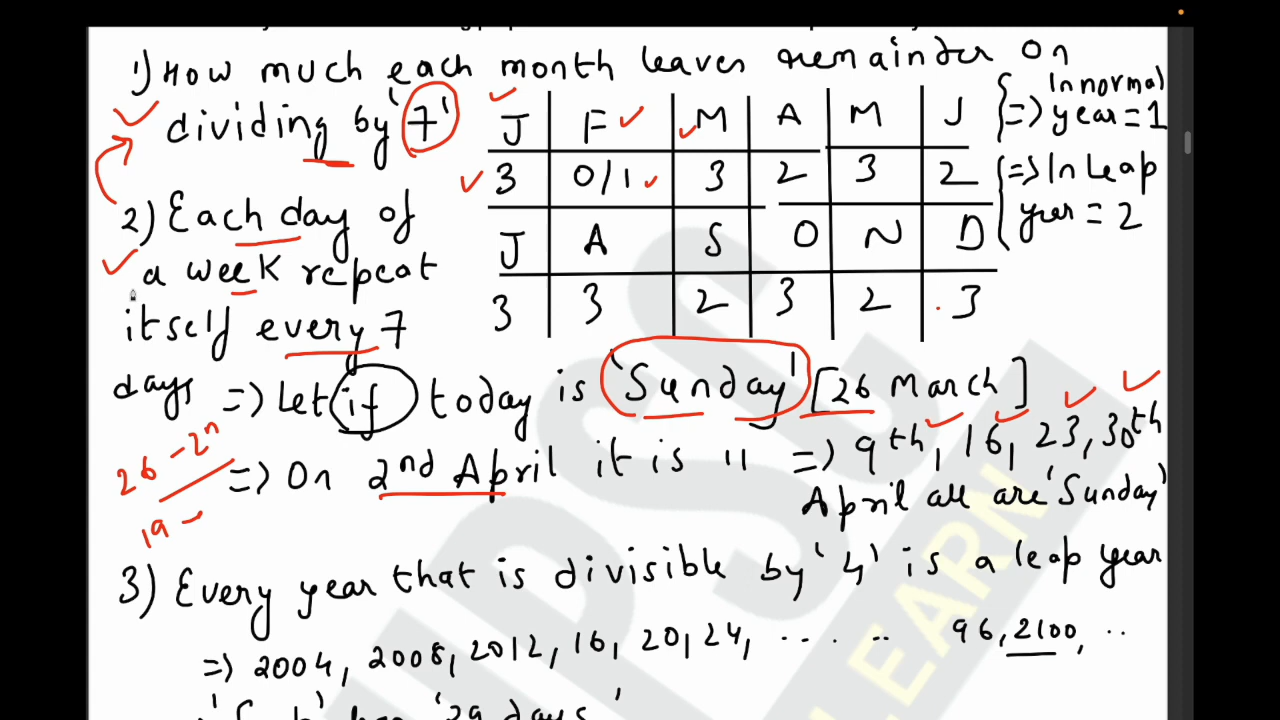 1) How much each month leaves remainder on
dividing by '7'
J F M A M J
3 0/1 3 2 3 2
J A S O N D
3 3 2 3 2 3
=> In normal
year = 1
=> In leap
year = 2
2) Each day of
a week repeat
itself every 7
days => Let if today is 'Sunday' [26 March]
=> On 2nd April it is " => 9th, 16, 23, 30th
April all are 'Sunday'
26 -
19 -
3) Every year that is divisible by '4' is a leap year
=> 2004, 2008, 2012, 16, 20, 24, .... .. 96, 2100, ..
'29 days'
LEARN